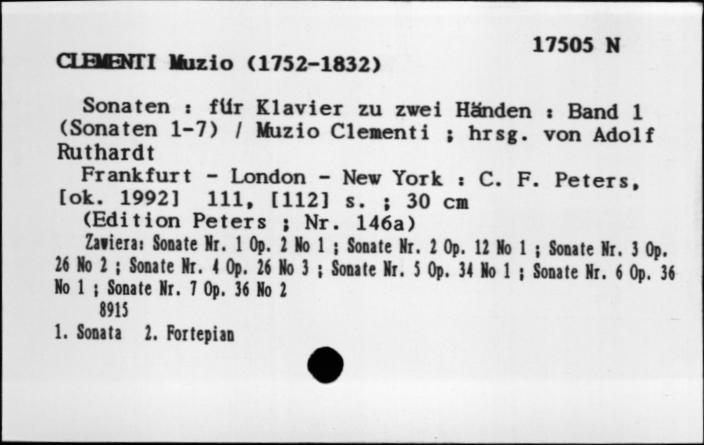 17505 N
CLEMENTI Muzio (1752-1832)
Sonaten : für Klavier zu zwei Händen : Band 1
(Sonaten 1-7) / Muzio Clementi ; hrsg. von Adolf
Ruthardt
Frankfurt - London - New York : C. F. Peters,
[ok. 1992] 111, [112] s. ; 30 cm
(Edition Peters ; Nr. 146a)
Zawiera: Sonate Nr. 1 Op. 2 No 1 ; Sonate Nr. 2 Op. 12 No 1 ; Sonate Nr. 3 Op.
26 No 2 ; Sonate Nr. 4 Op. 26 No 3 ; Sonate Nr. 5 Op. 34 No 1 ; Sonate Nr. 6 Op. 36
No 1 ; Sonate Nr. 7 Op. 36 No 2
8915
1. Sonata 2. Fortepian